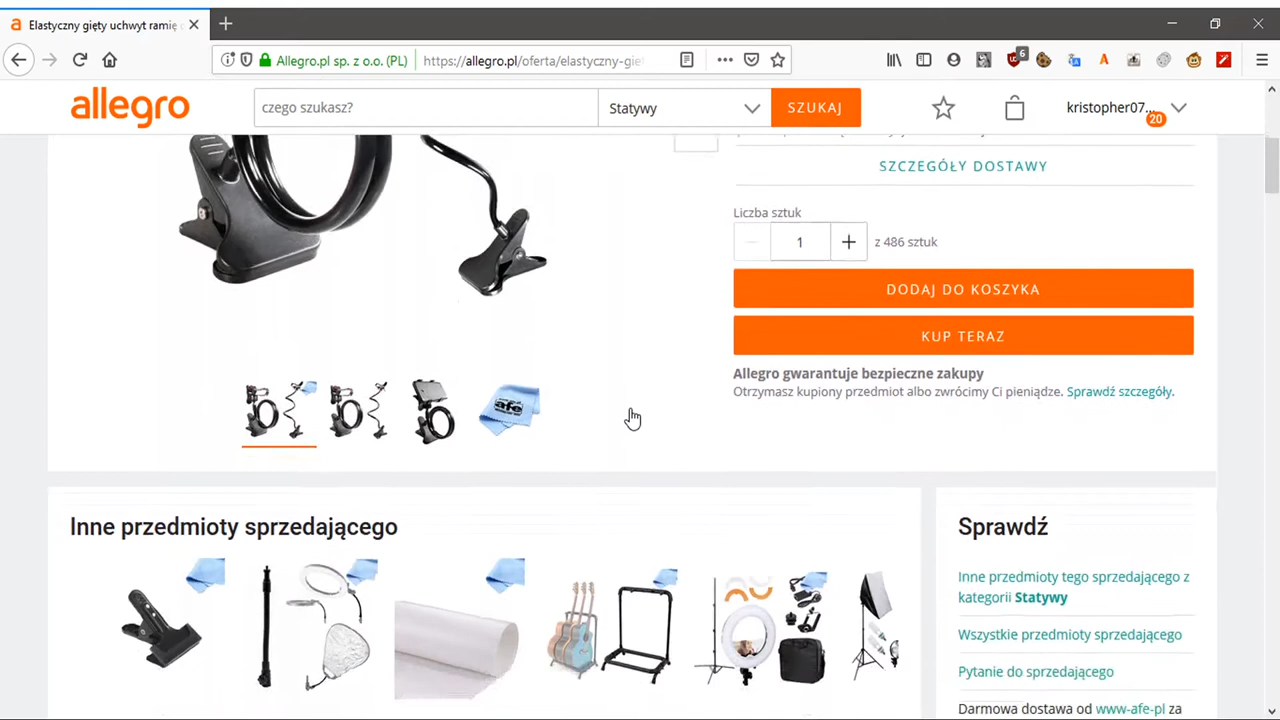 Elastyczny gięty uchwyt ramię
Allegro.pl sp. z o.o. (PL)
https://allegro.pl/oferta/elastyczny-gię
6
allegro
czego szukasz?
Statywy
SZUKAJ
kristopher07...
20
SZCZEGÓŁY DOSTAWY
Liczba sztuk
1
z 486 sztuk
DODAJ DO KOSZYKA
KUP TERAZ
Allegro gwarantuje bezpieczne zakupy
Otrzymasz kupiony przedmiot albo zwrócimy Ci pieniądze. Sprawdź szczegóły.
afe
Inne przedmioty sprzedającego
Sprawdź
Inne przedmioty tego sprzedającego z
kategorii Statywy
Wszystkie przedmioty sprzedającego
Pytanie do sprzedającego
Darmowa dostawa od www-afe-pl za